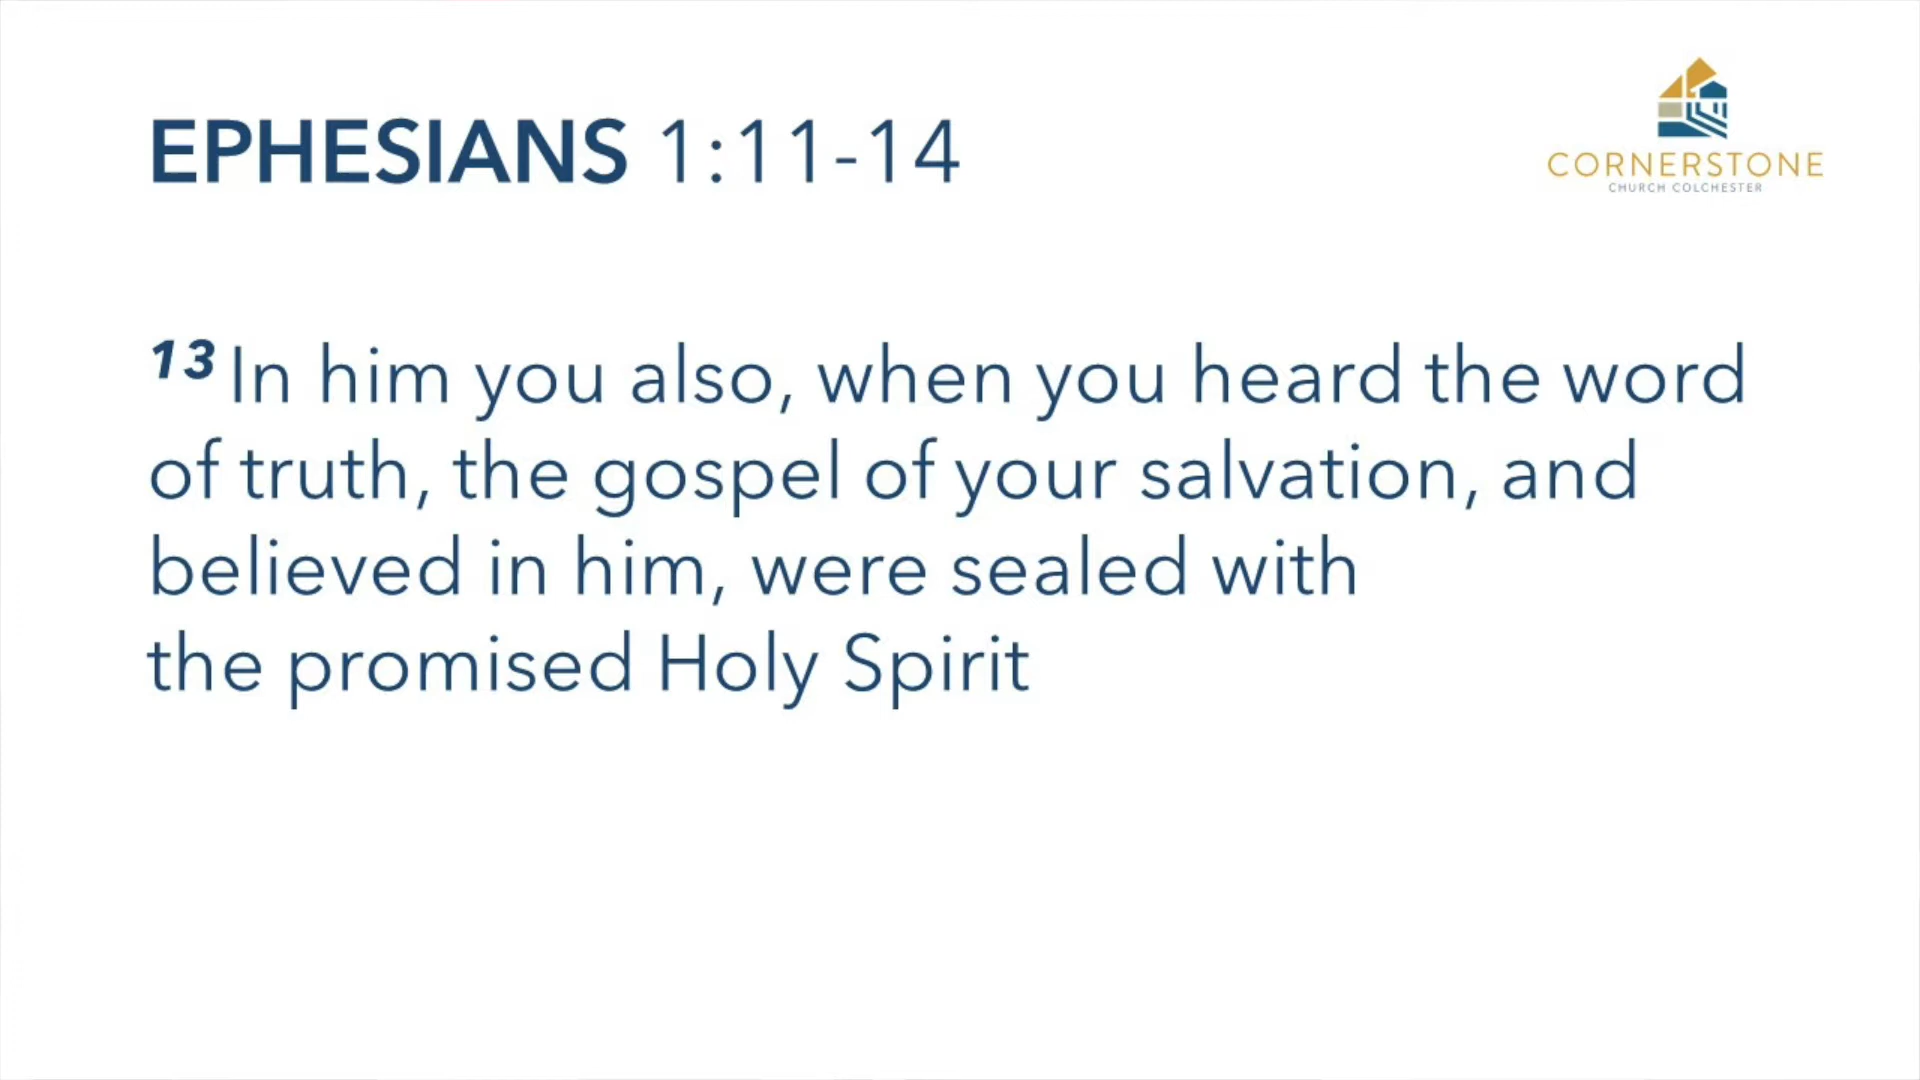 EPHESIANS 1:11-14
CORNERSTONE
CHURCH COLCHESTER
13 In him you also, when you heard the word
of truth, the gospel of your salvation, and
believed in him, were sealed with
the promised Holy Spirit